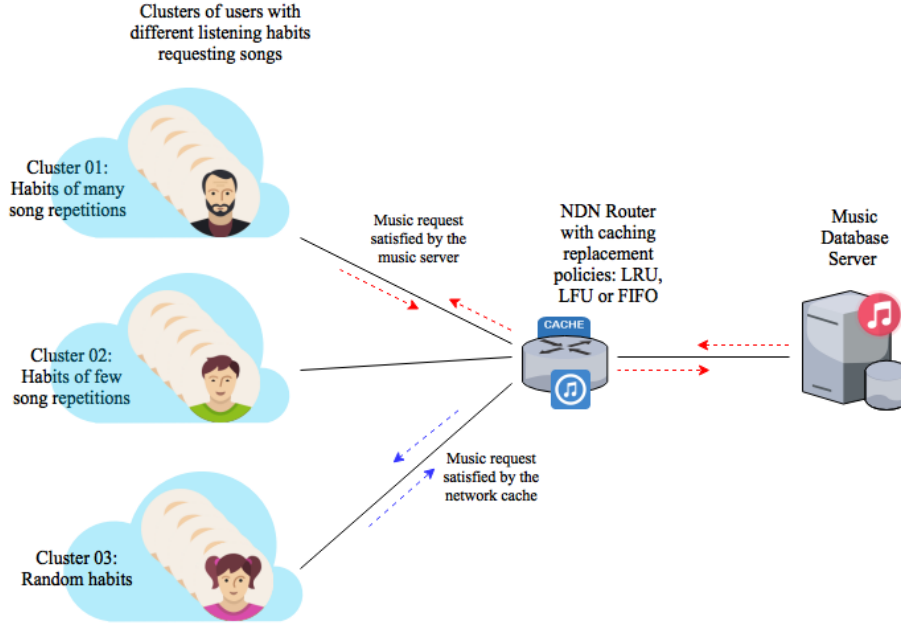 Clusters of users with
different listening habits
requesting songs
Cluster 01:
Habits of many
song repetitions
Music request
satisfied by the
music server
NDN Router
with caching
replacement
policies: LRU,
LFU or FIFO
Music
Database
Server
CACHE
Cluster 02:
Habits of few
song repetitions
Music request
satisfied by the
network cache
Cluster 03:
Random habits